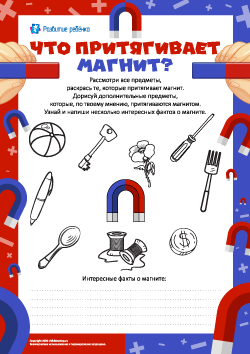 Развитие ребёнка
ЧТО ПРИТЯГИВАЕТ
МАГНИТ?
Рассмотри все предметы,
раскрась те, которые притягивает магнит.
Дорисуй дополнительные предметы,
которые, по твоему мнению, притягиваются магнитом.
Узнай и напиши несколько интересных фактов о магните.
$
Интересные факты о магните: